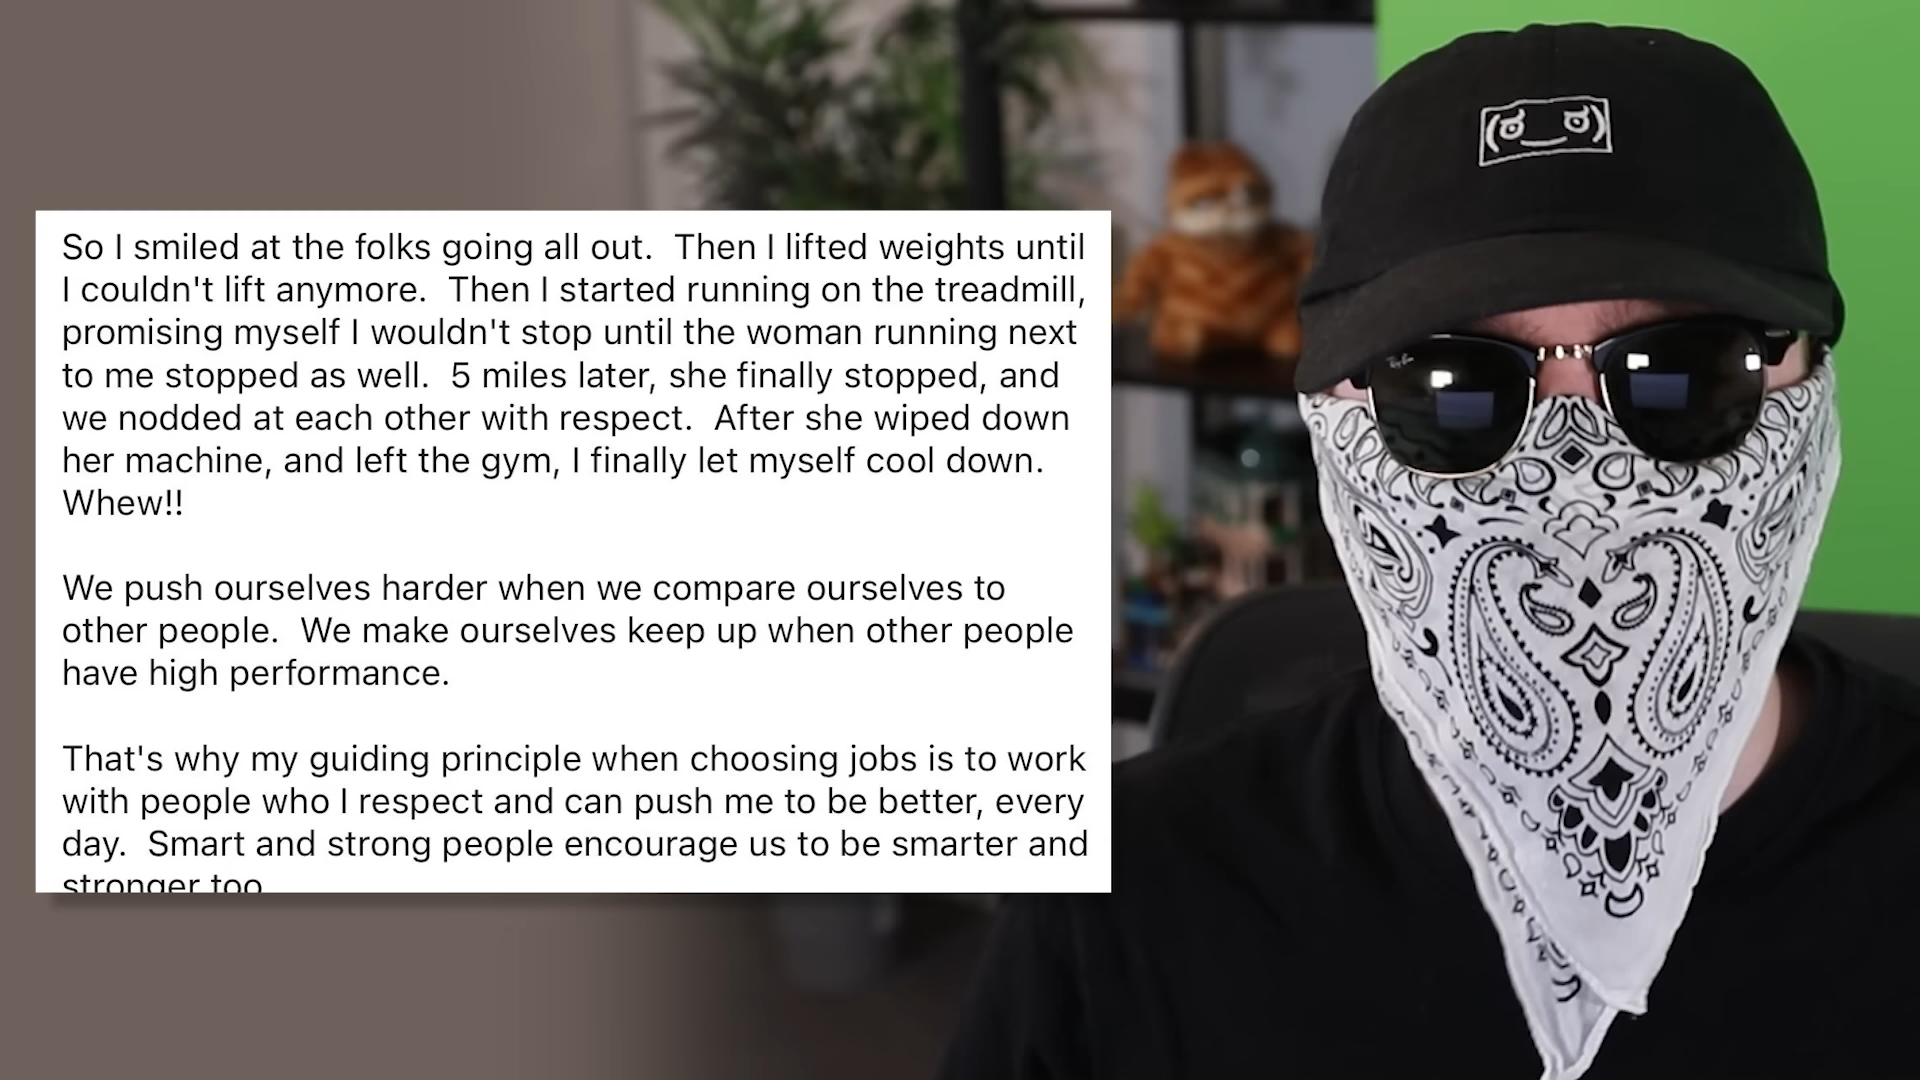 So I smiled at the folks going all out.  Then I lifted weights until
I couldn't lift anymore.  Then I started running on the treadmill,
promising myself I wouldn't stop until the woman running next
to me stopped as well.  5 miles later, she finally stopped, and
we nodded at each other with respect.  After she wiped down
her machine, and left the gym, I finally let myself cool down.
Whew!!
We push ourselves harder when we compare ourselves to
other people.  We make ourselves keep up when other people
have high performance.
That's why my guiding principle when choosing jobs is to work
with people who I respect and can push me to be better, every
day.  Smart and strong people encourage us to be smarter and
stronger too
Ray-Ban